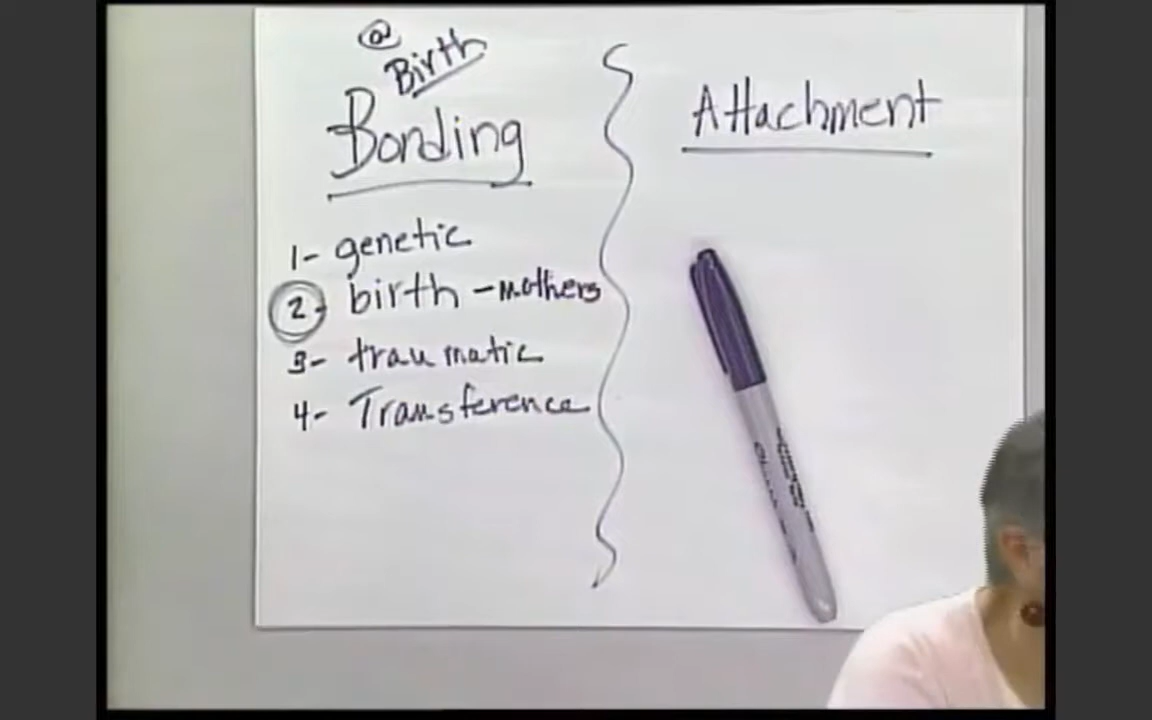 @
Birth
Bonding
1- genetic
2- birth - mothers
3- traumatic
4- Transference
Attachment